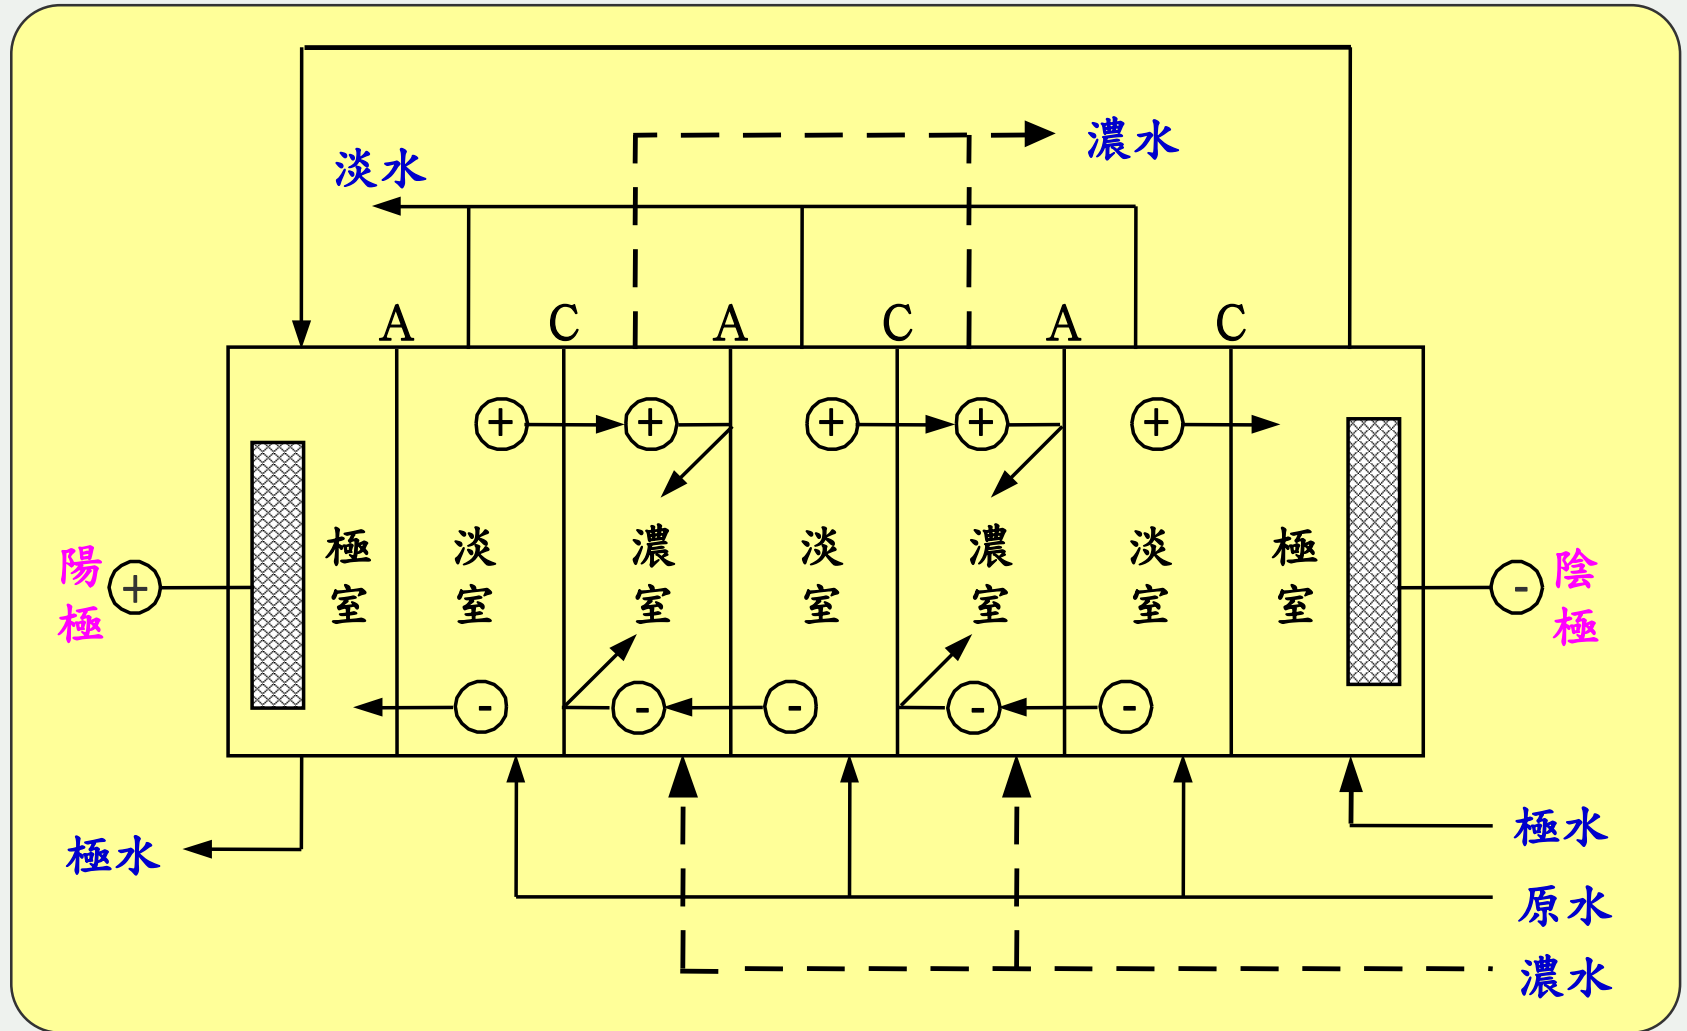 濃水
淡水
A C A C A C
+ + + + +
陽極 + 極室 淡室 濃室 淡室 濃室 淡室 極室 - 陰極
- - - - -
極水
極水
原水
濃水